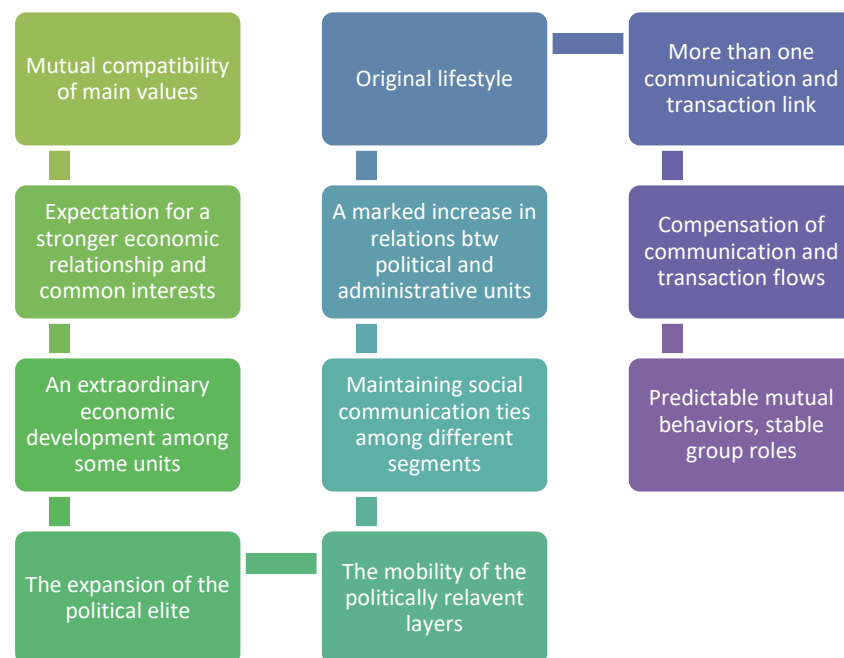 Mutual compatibility
of main values
Expectation for a
stronger economic
relationship and
common interests
An extraordinary
economic
development among
some units
The expansion of the
political elite
The mobility of the
politically relavent
layers
Maintaining social
communication ties
among different
segments
A marked increase in
relations btw
political and
administrative units
Original lifestyle
More than one
communication and
transaction link
Compensation of
communication and
transaction flows
Predictable mutual
behaviors, stable
group roles